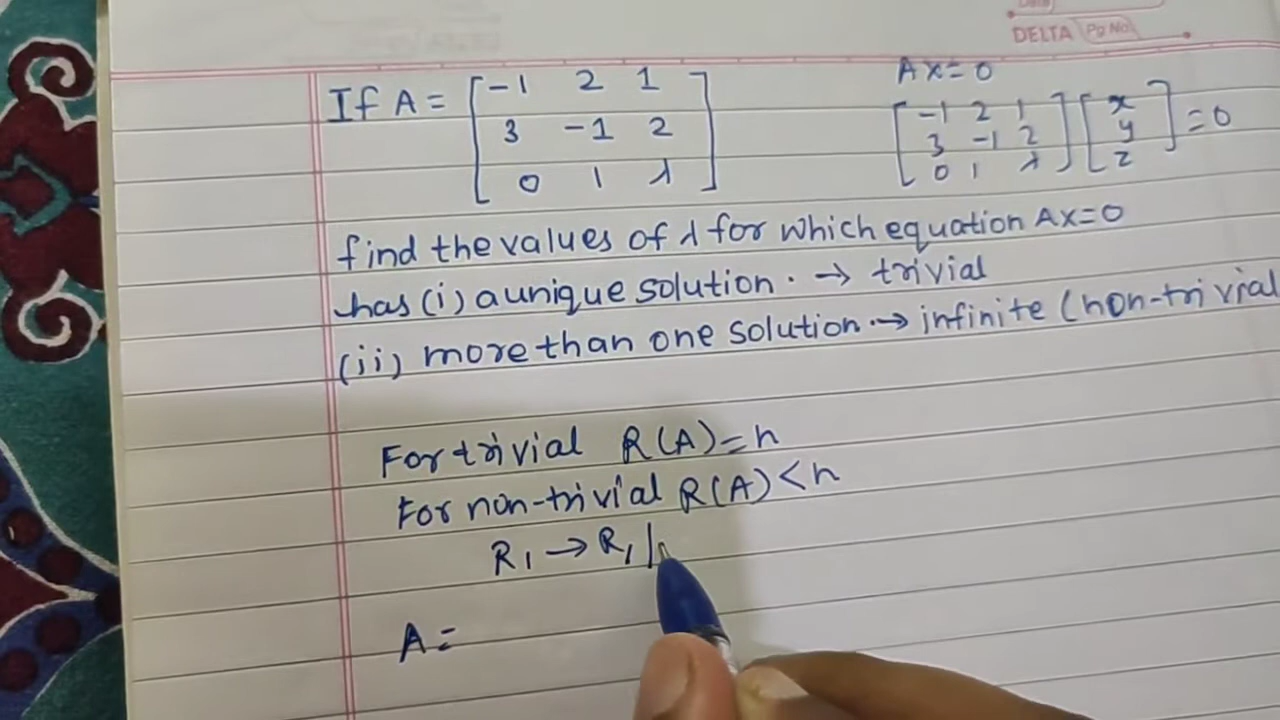 DELTA Pg No.
If A = [ -1 2 1
3 -1 2
0 1 λ ]
Ax = 0
[ -1 2 1
3 -1 2
0 1 λ ] [ x
y
z ] = 0
find the values of λ for which equation Ax=0
has (i) a unique solution. → trivial
(ii) more than one solution. → infinite (non-trivial
For trivial R(A) = n
For non-trivial R(A) < n
R₁ → R₁ |
A =